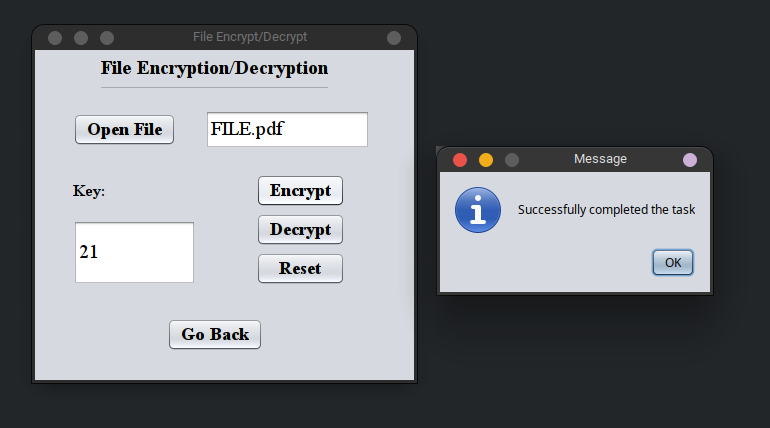 File Encrypt/Decrypt
File Encryption/Decryption
Open File
FILE.pdf
Key:
21
Encrypt
Decrypt
Reset
Go Back
Message
Successfully completed the task
OK